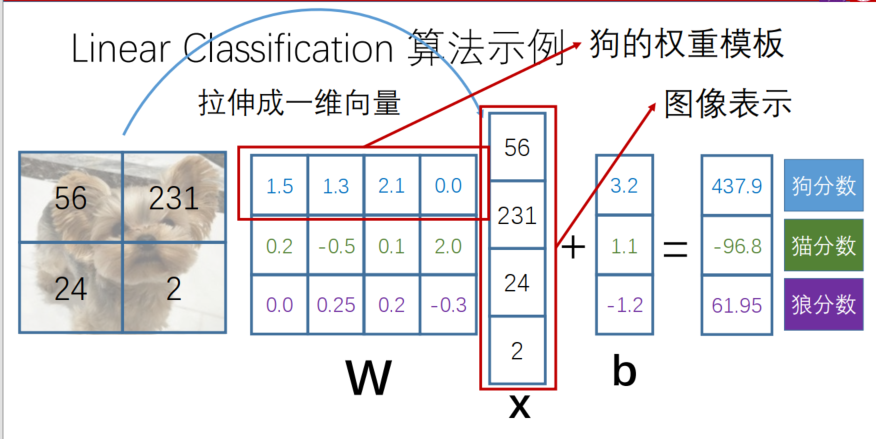 Linear Classification 算法示例
狗的权重模板
拉伸成一维向量
图像表示
56 231
24 2
1.5 1.3 2.1 0.0
0.2 -0.5 0.1 2.0
0.0 0.25 0.2 -0.3
W
56
231
24
2
x
+
3.2
1.1
-1.2
b
=
437.9
-96.8
61.95
狗分数
猫分数
狼分数